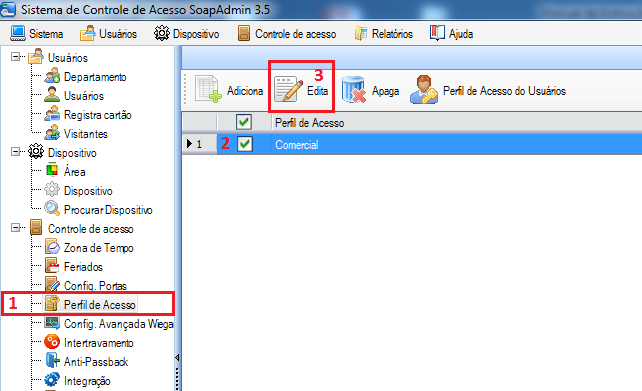 Sistema de Controle de Acesso SoapAdmin 3.5
Sistema Usuários Dispositivo Controle de acesso Relatórios Ajuda
Usuários
Departamento
Usuários
Registra cartão
Visitantes
Dispositivo
Área
Dispositivo
Procurar Dispositivo
Controle de acesso
Zona de Tempo
Feriados
Config. Portas
1 Perfil de Acesso
Config. Avançada Wiega
Intertravamento
Anti-Passback
Integração
Adiciona 3 Edita Apaga Perfil de Acesso do Usuários
Perfil de Acesso
1 2 Comercial